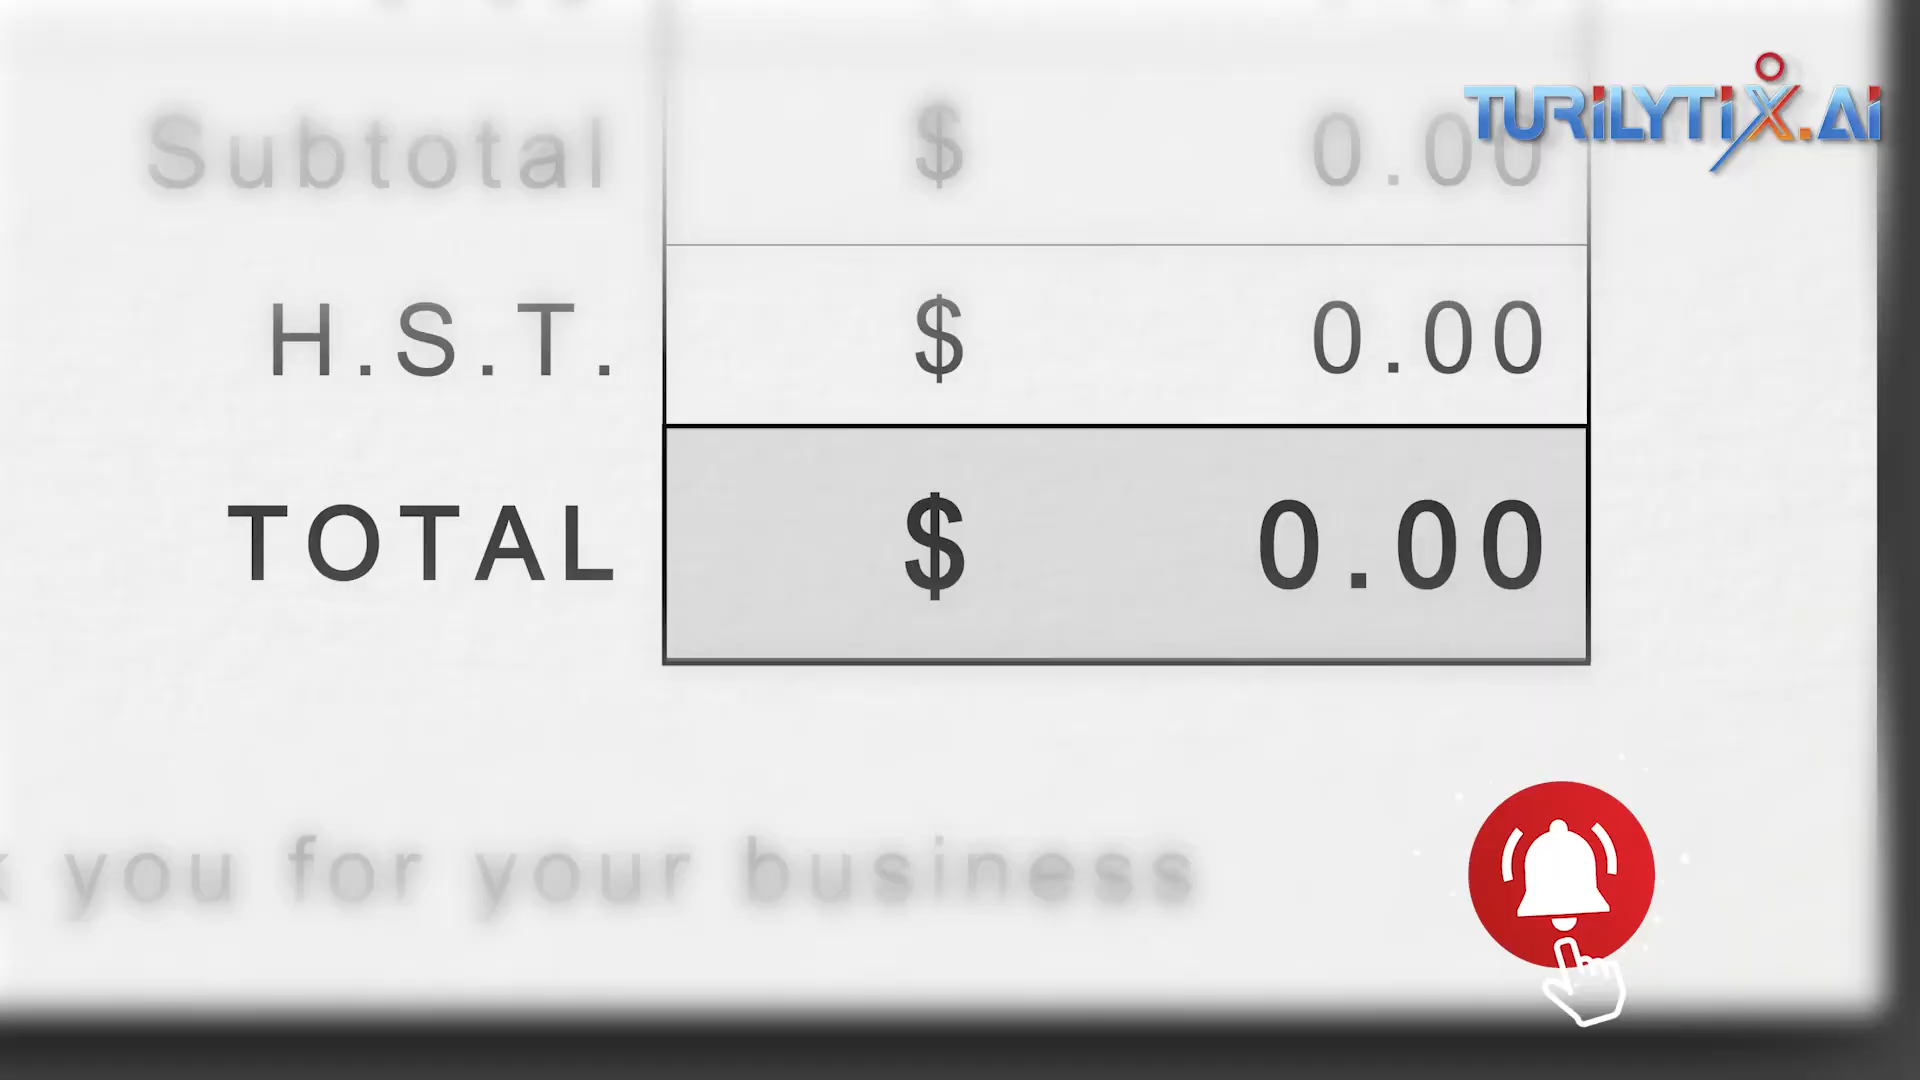 TURILYTIX.AI
Subtotal $ 0.00
H.S.T. $ 0.00
TOTAL $ 0.00
you for your business